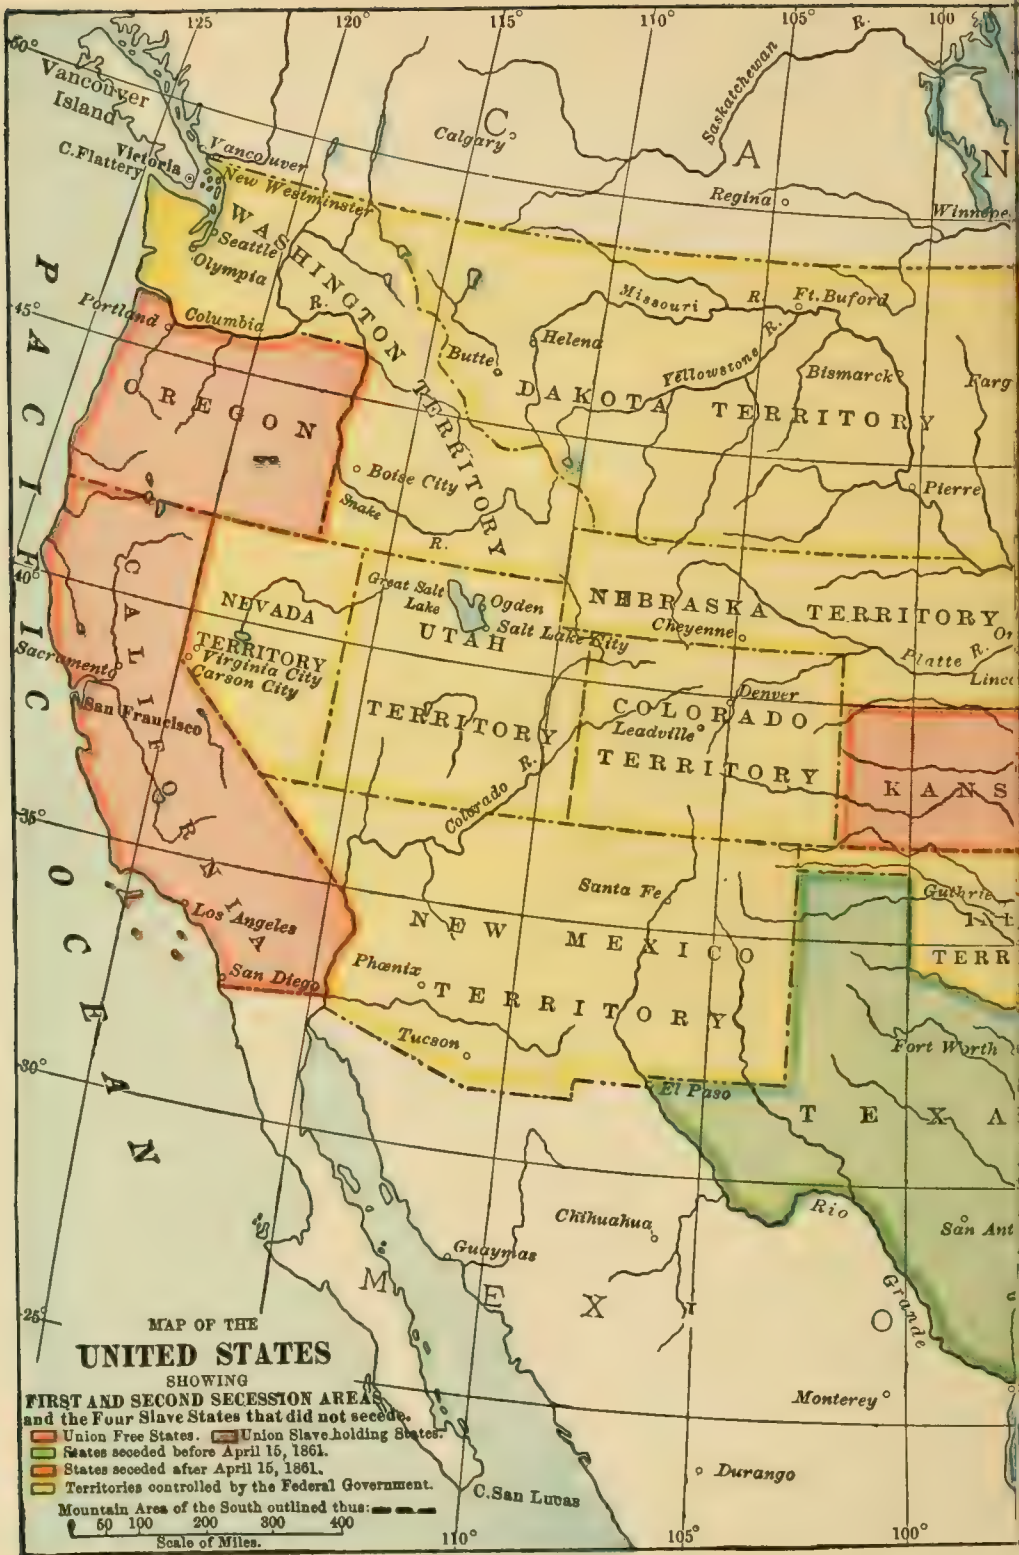 125
120°
115°
110°
105°
R.
100
50°
Vancouver
Island
Calgary
C
Saskatchewan
A
N
Victoria
C.Flattery
Vancouver
New Westminster
Regina
Winnepe
WASHINGTON TERRITORY
Seattle
Olympia
Missouri R.
Ft.Buford
45°
Portland
Columbia R.
Helena
Butte
Yellowstone R.
Bismarck
Farg
DAKOTA TERRITORY
OREGON
Boise City
Snake R.
Pierre
PACIFIC OCEAN
40°
CALIFORNIA
NEVADA
TERRITORY
Great Salt
Lake
Ogden
Salt Lake City
UTAH
TERRITORY
NEBRASKA TERRITORY
Cheyenne
Platte R.
Linco
Virginia City
Carson City
Sacramento
San Francisco
Denver
COLORADO
Leadville
TERRITORY
KANS
Colorado R.
35°
Santa Fe
Guthrie
IN
TERR
Los Angeles
NEW MEXICO
TERRITORY
San Diego
Phœnix
Tucson
Fort Worth
30°
El Paso
TEXA
Rio Grande
Chihuahua
San Ant
Guaymas
M E X
O
25°
Monterey
Durango
C.San Lucas
MAP OF THE
UNITED STATES
SHOWING
FIRST AND SECOND SECESSION AREAS
and the Four Slave States that did not secede.
Union Free States. Union Slave holding States.
States seceded before April 15, 1861.
States seceded after April 15, 1861.
Territories controlled by the Federal Government.
Mountain Area of the South outlined thus:
0 50 100 200 300 400
Scale of Miles.
110°
105°
100°